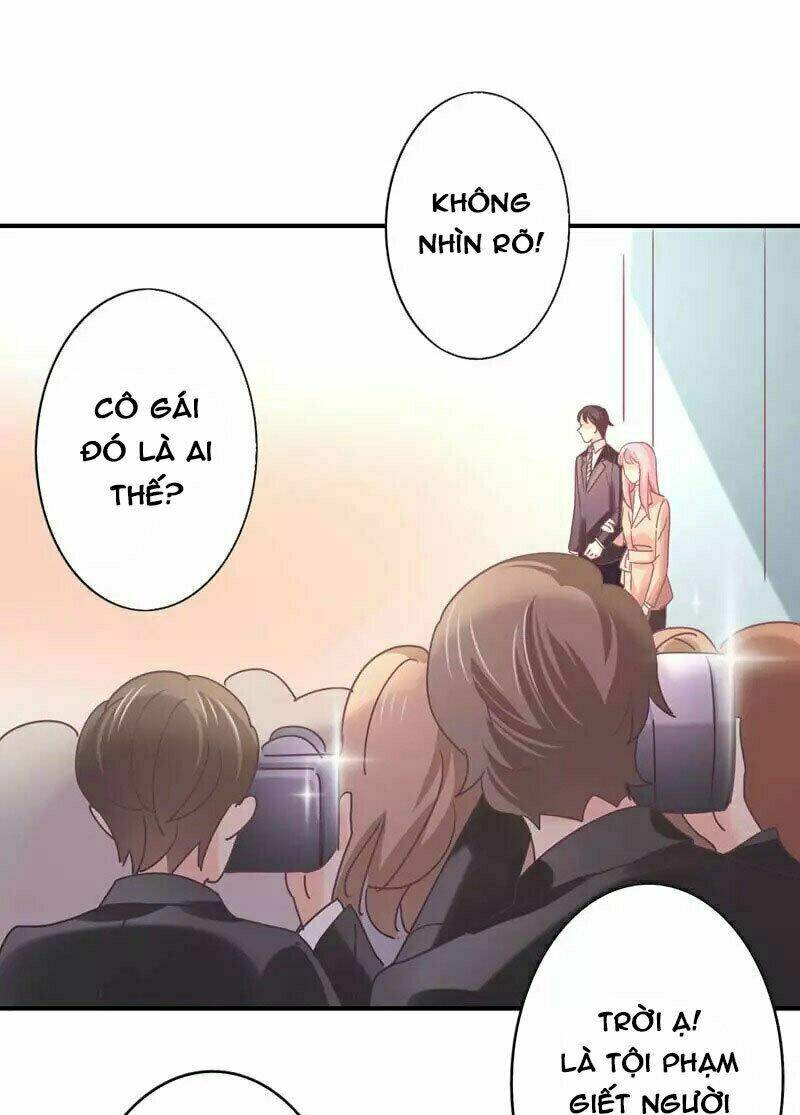 KHÔNG
NHÌN RÕ!
CÔ GÁI
ĐÓ LÀ AI
THẾ?
TRỜI Ạ!
LÀ TỘI PHẠM
GIẾT NGƯỜI